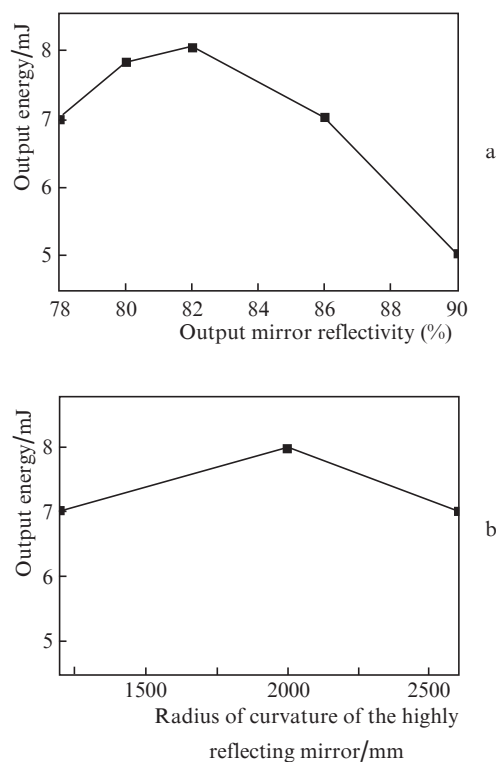 Output energy/mJ
8
7
6
5
78 80 82 84 86 88 90
Output mirror reflectivity (%)
a
Output energy/mJ
8
7
6
5
1500 2000 2500
Radius of curvature of the highly
reflecting mirror/mm
b